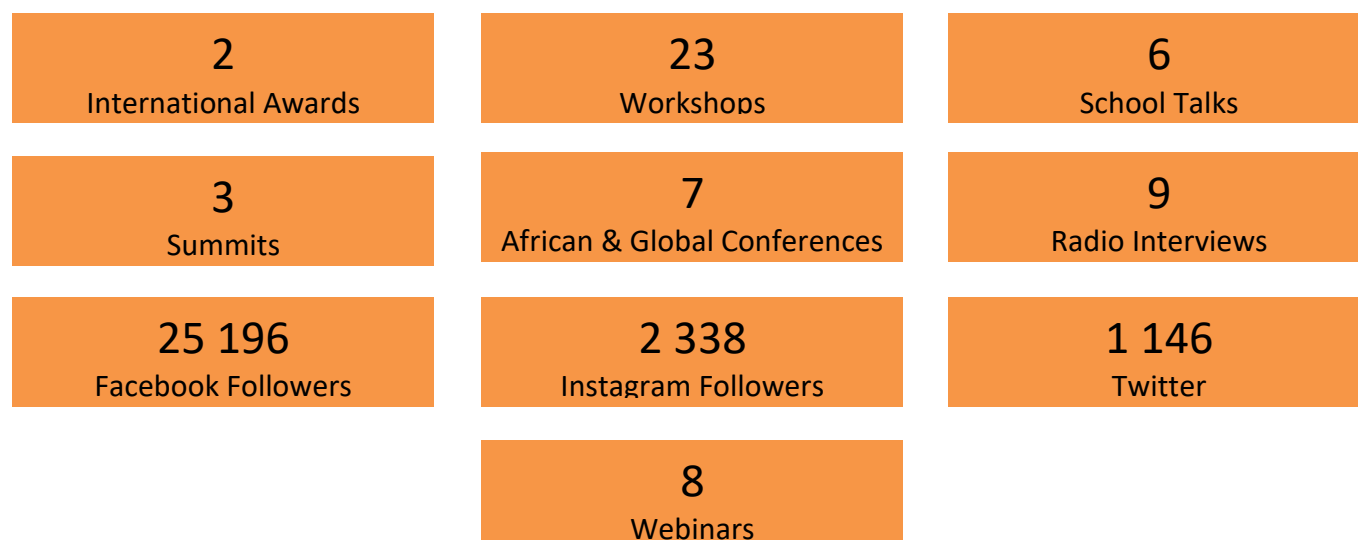 2
International Awards
23
Workshops
6
School Talks
3
Summits
7
African & Global Conferences
9
Radio Interviews
25 196
Facebook Followers
2 338
Instagram Followers
1 146
Twitter
8
Webinars